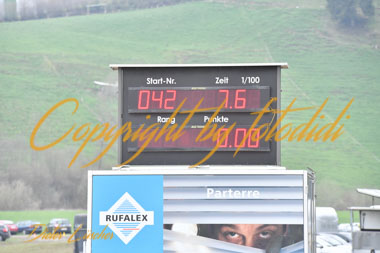 Start-Nr. Zeit 1/100
042 7.6
Rang Punkte
0.00
Copyright by fotodidi
Parterre
RUFALEX